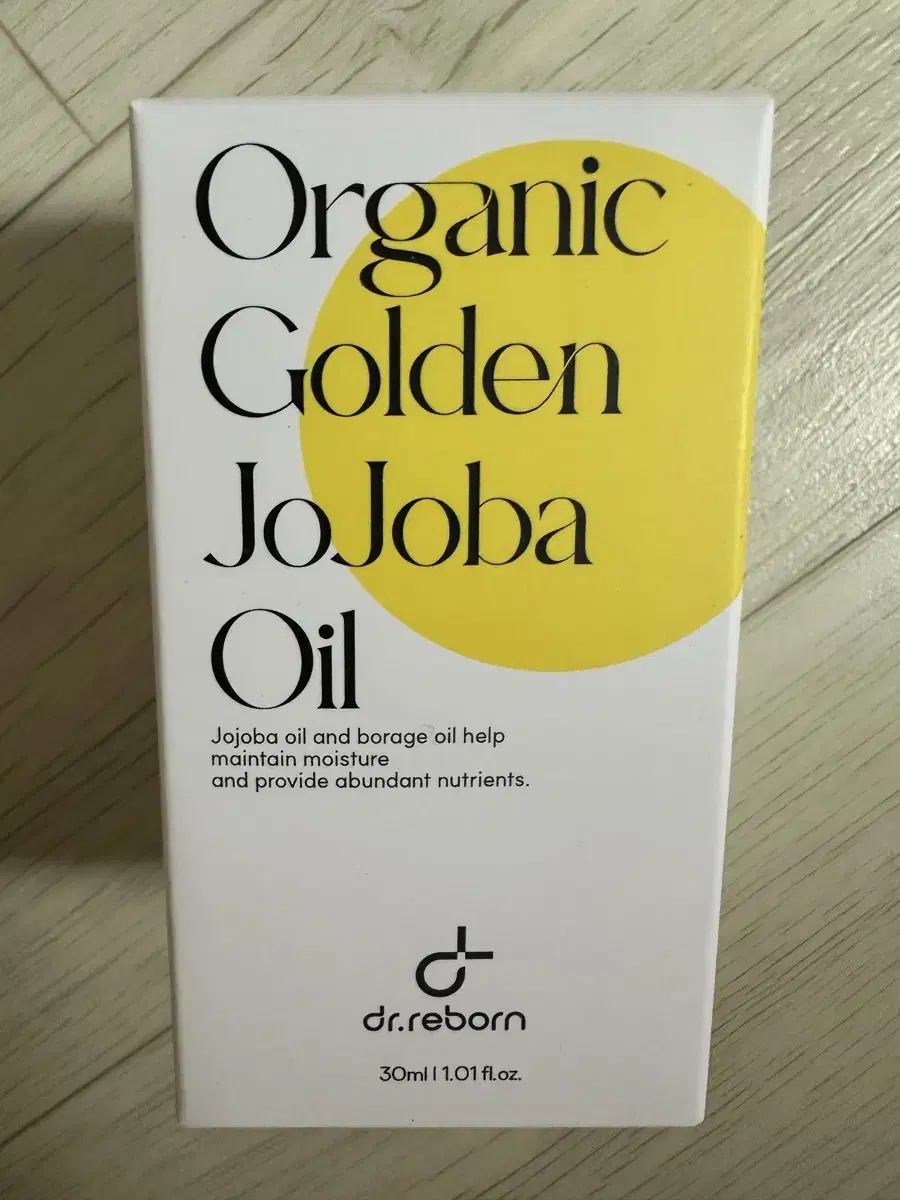 Organic
Golden
JoJoba
Oil
Jojoba oil and borage oil help
maintain moisture
and provide abundant nutrients.
dr.reborn
30ml l 1.01 fl.oz.